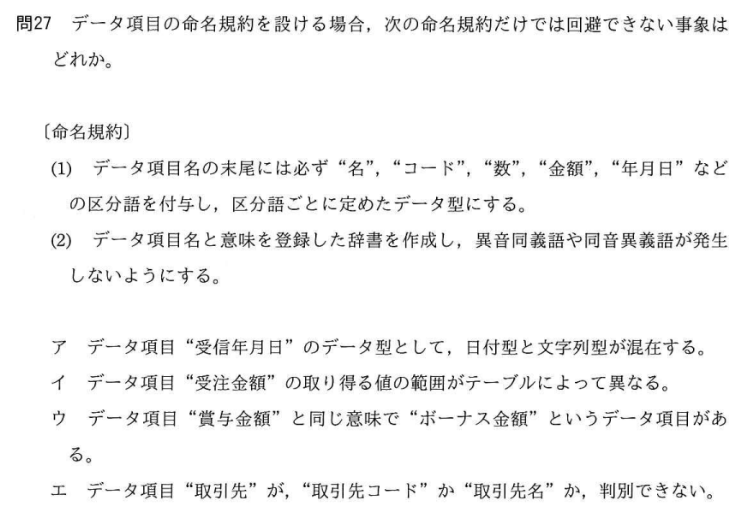 問27 データ項目の命名規約を設ける場合，次の命名規約だけでは回避できない事象は
どれか。
〔命名規約〕
(1) データ項目名の末尾には必ず“名”，“コード”，“数”，“金額”，“年月日”など
の区分語を付与し，区分語ごとに定めたデータ型にする。
(2) データ項目名と意味を登録した辞書を作成し，異音同義語や同音異義語が発生
しないようにする。
ア データ項目“受信年月日”のデータ型として，日付型と文字列型が混在する。
イ データ項目“受注金額”の取り得る値の範囲がテーブルによって異なる。
ウ データ項目“賞与金額”と同じ意味で“ボーナス金額”というデータ項目があ
る。
エ データ項目“取引先”が，“取引先コード”か“取引先名”か，判別できない。